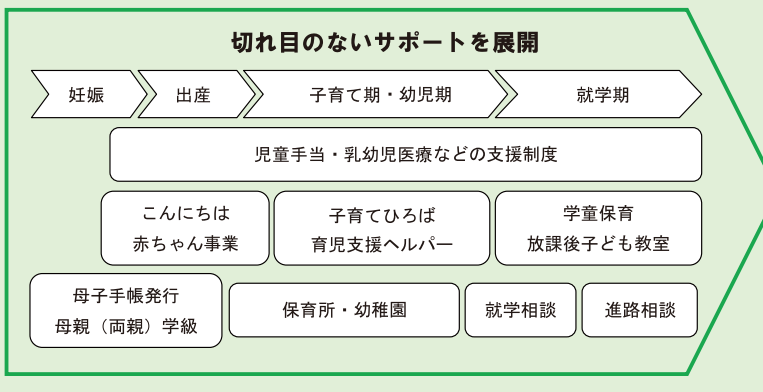 切れ目のないサポートを展開
妊娠
出産
子育て期・幼児期
就学期
児童手当・乳幼児医療などの支援制度
こんにちは
赤ちゃん事業
子育てひろば
育児支援ヘルパー
学童保育
放課後子ども教室
母子手帳発行
母親（両親）学級
保育所・幼稚園
就学相談
進路相談